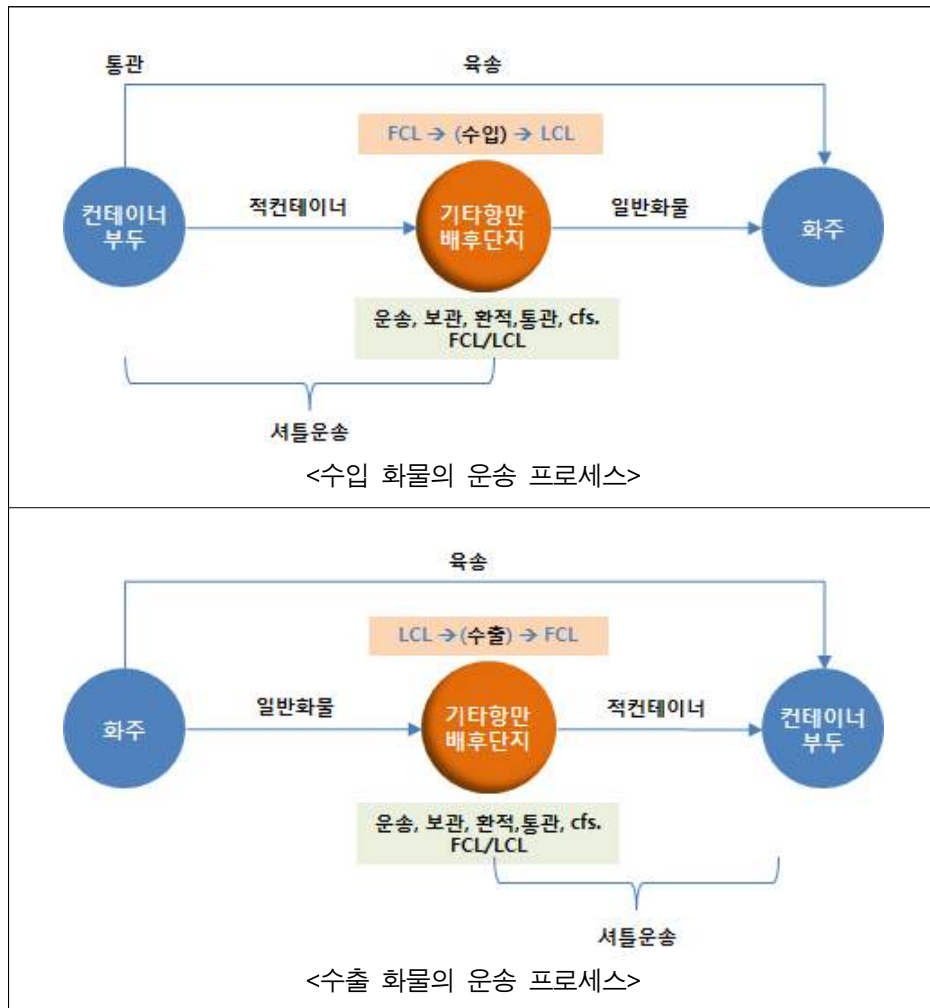 통관
육송
FCL → (수입) → LCL
컨테이너
부두
적컨테이너
기타항만
배후단지
일반화물
화주
운송, 보관, 환적,통관, cfs.
FCL/LCL
셔틀운송
<수입 화물의 운송 프로세스>
육송
LCL →(수출) → FCL
화주
일반화물
기타항만
배후단지
적컨테이너
컨테이너
부두
운송, 보관, 환적,통관, cfs.
FCL/LCL
셔틀운송
<수출 화물의 운송 프로세스>